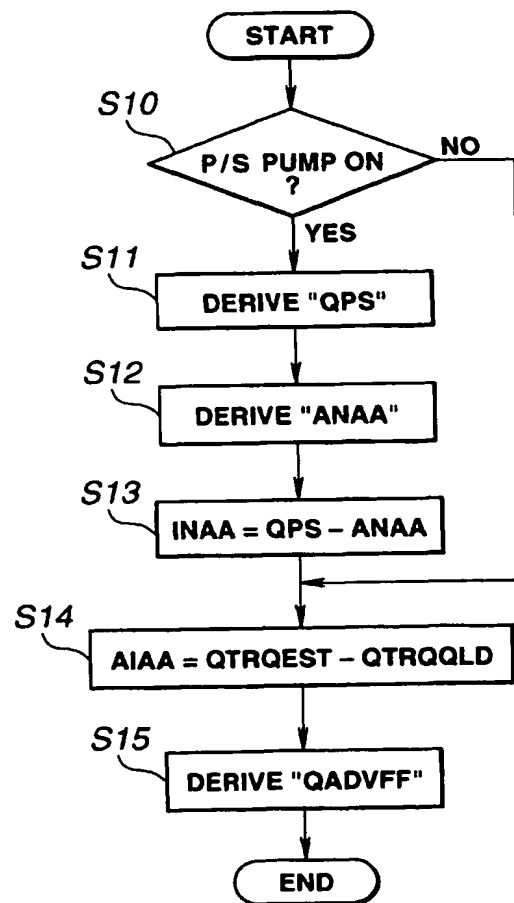 START
S10
P/S PUMP ON
?
NO
YES
S11
DERIVE "QPS"
S12
DERIVE "ANAA"
S13
INAA = QPS – ANAA
S14
AIAA = QTRQEST – QTRQQLD
S15
DERIVE "QADVFF"
END